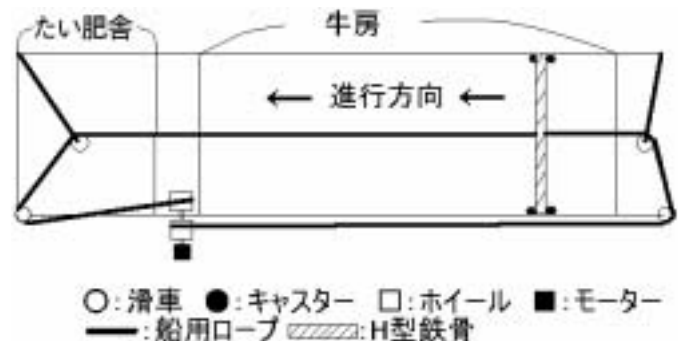 たい肥舎 牛房
← 進行方向 ←
○:滑車 ●:キャスター □:ホイール ■:モーター
━:船用ロープ ▨:H型鉄骨